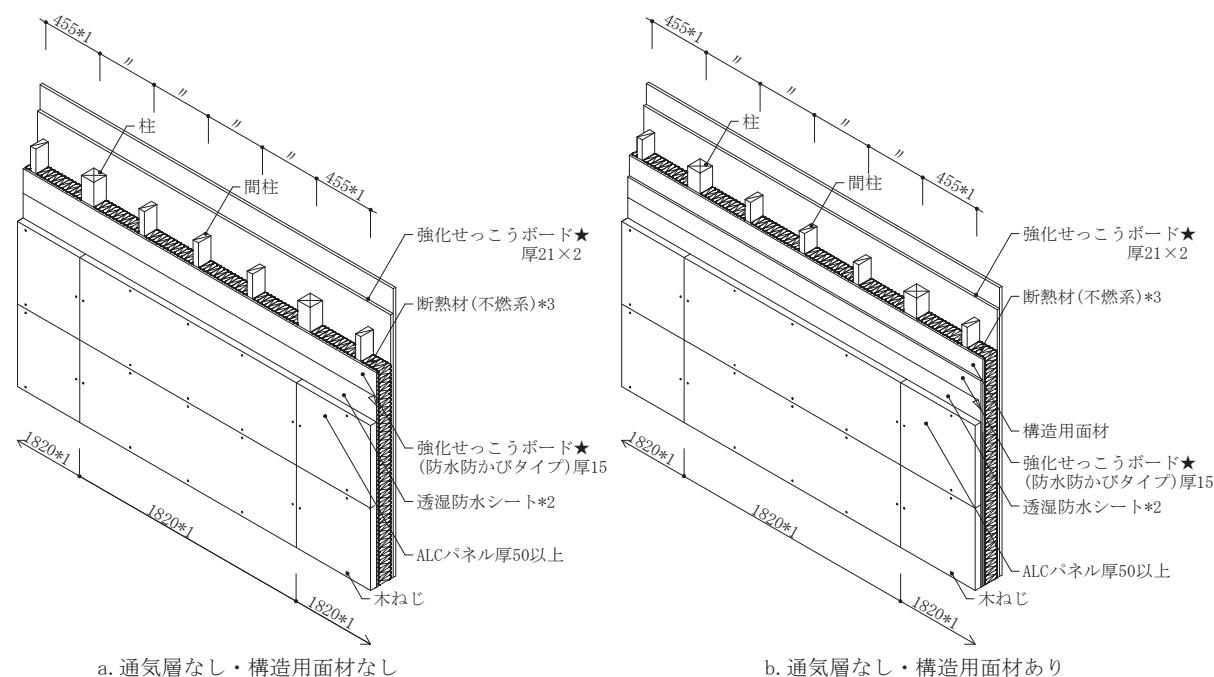 455*1
〃
〃
〃
〃
455*1
柱
間柱
強化せっこうボード★
厚21×2
断熱材(不燃系)*3
強化せっこうボード★
(防水防かびタイプ)厚15
透湿防水シート*2
ALCパネル厚50以上
木ねじ
1820*1
1820*1
1820*1
a.通気層なし・構造用面材なし
455*1
〃
〃
〃
〃
455*1
柱
間柱
強化せっこうボード★
厚21×2
断熱材(不燃系)*3
構造用面材
強化せっこうボード★
(防水防かびタイプ)厚15
透湿防水シート*2
ALCパネル厚50以上
木ねじ
1820*1
1820*1
1820*1
b.通気層なし・構造用面材あり